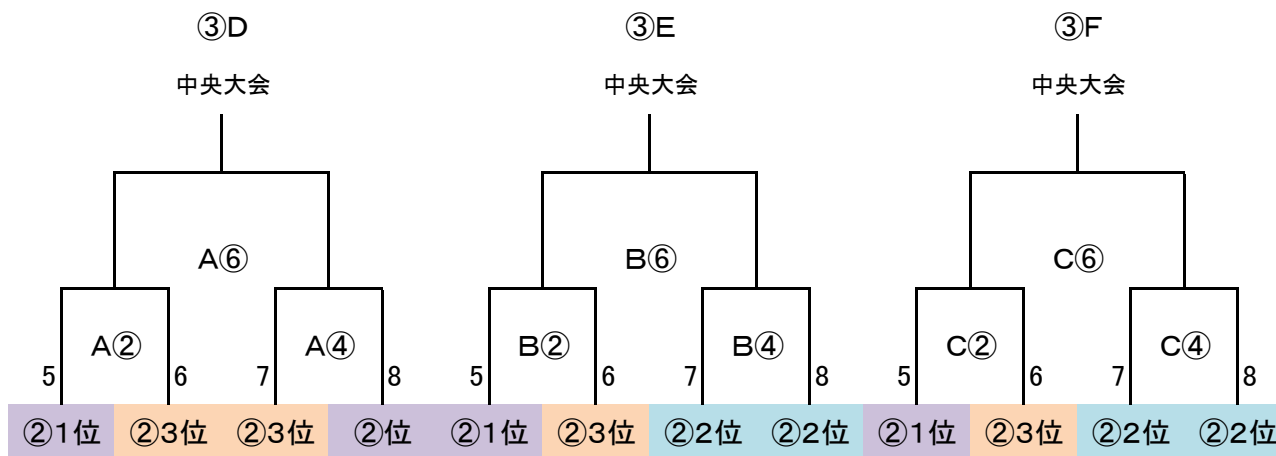 ③D ③E ③F
中央大会 中央大会 中央大会
A⑥ B⑥ C⑥
A② A④ B② B④ C② C④
5 6 7 8 5 6 7 8 5 6 7 8
②1位 ②3位 ②3位 ②位 ②1位 ②3位 ②2位 ②2位 ②1位 ②3位 ②2位 ②2位